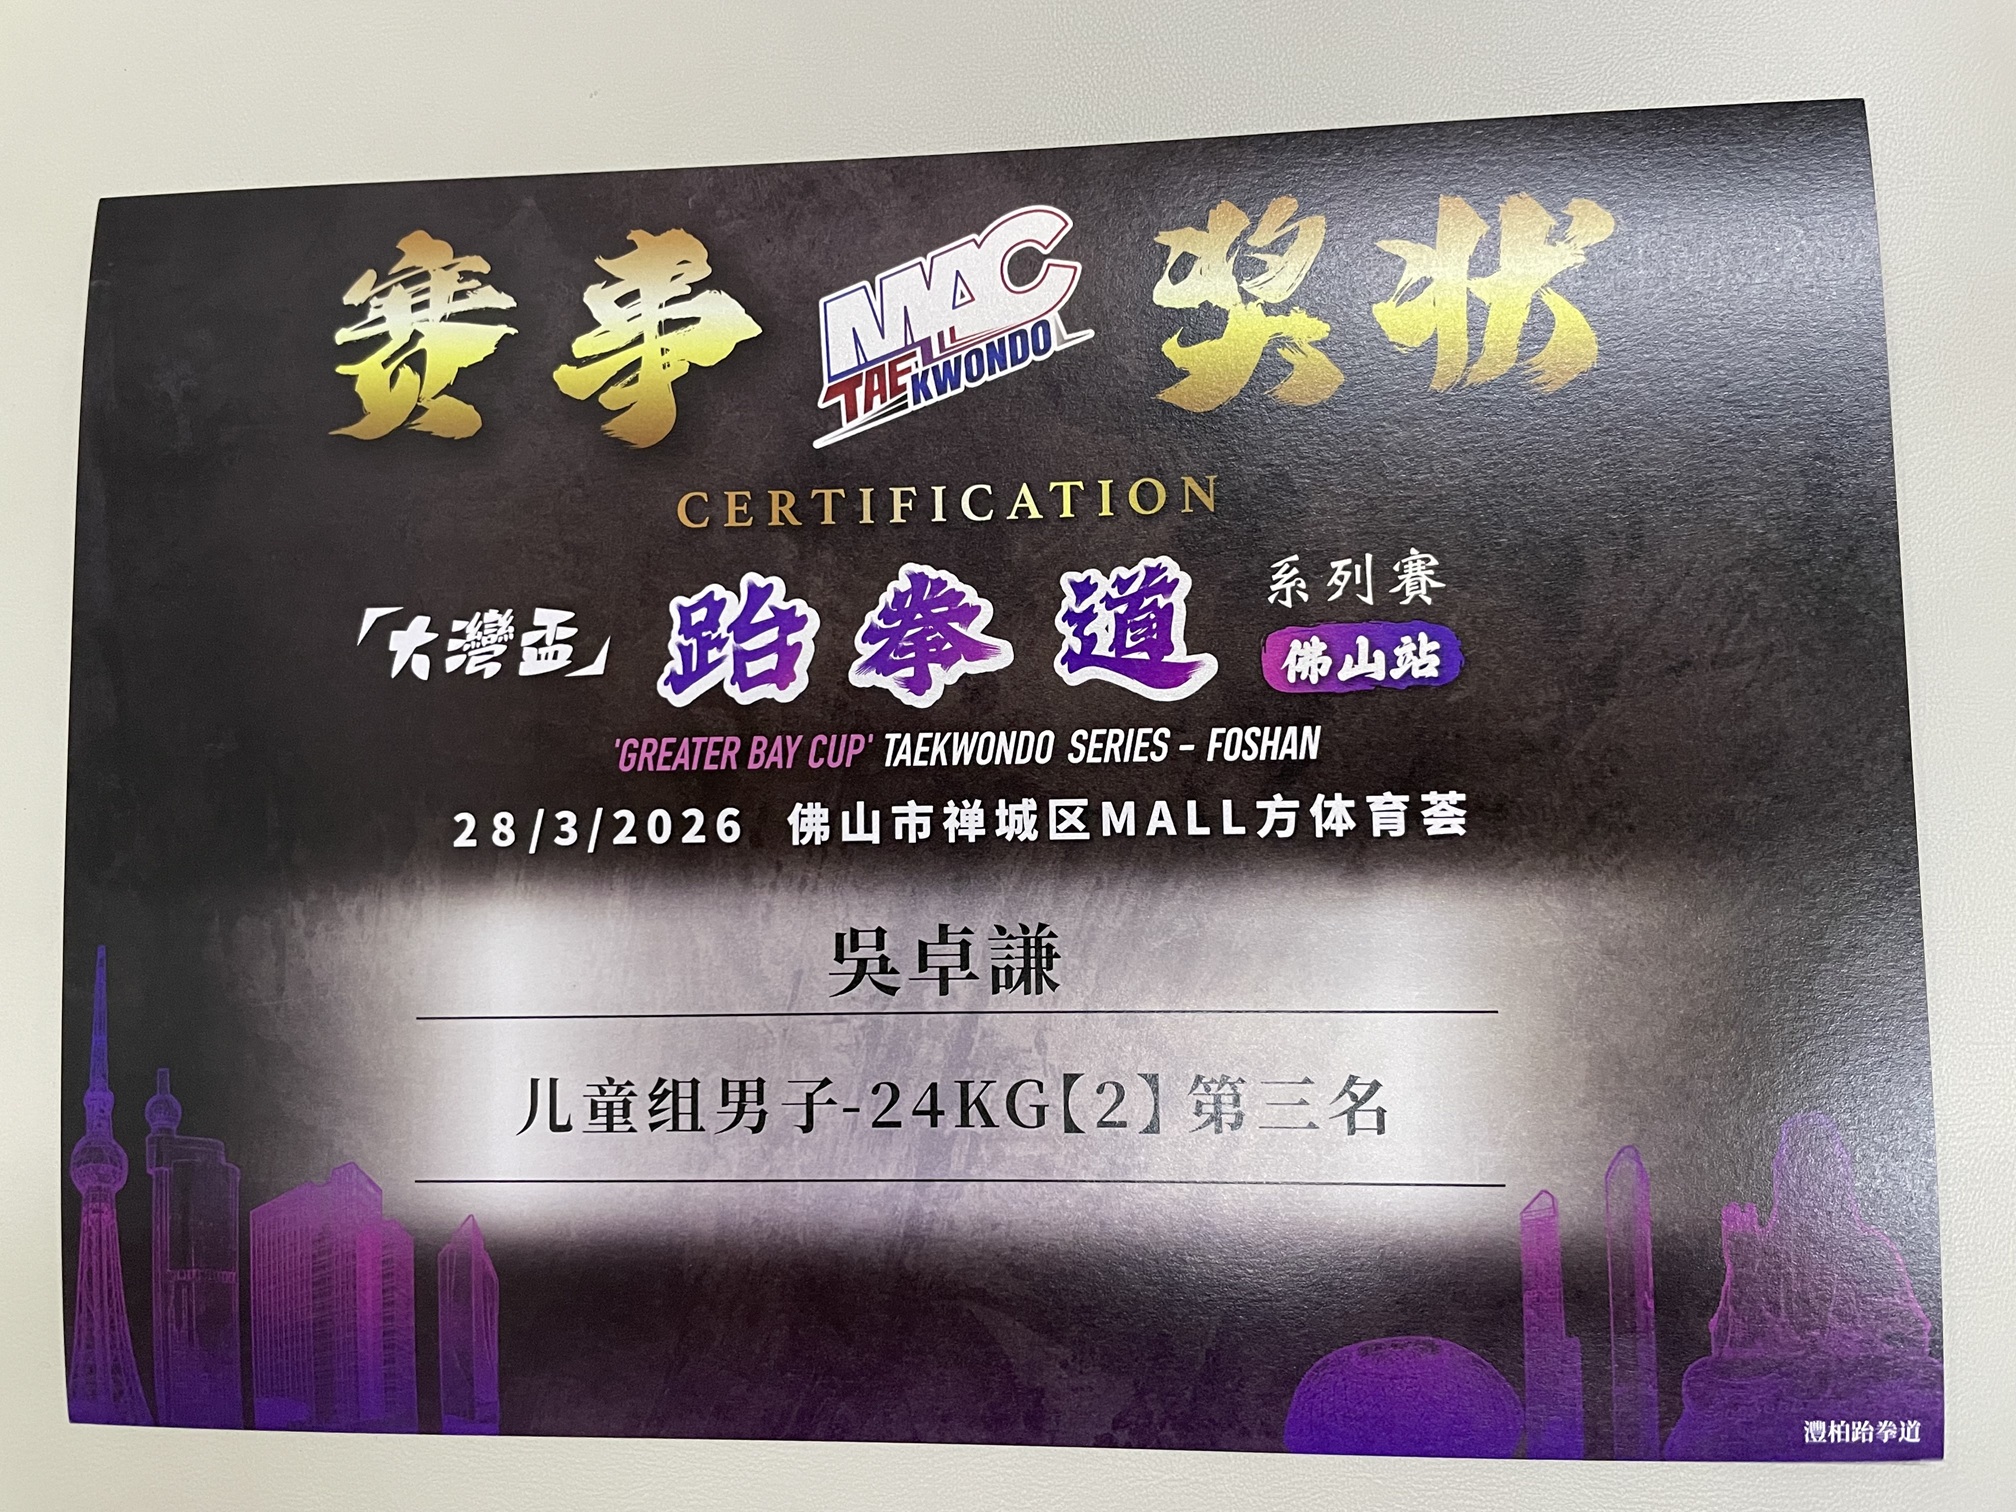 赛事 MAC TAEKWONDO 奖状
CERTIFICATION
「大灣盃」跆拳道 系列賽 佛山站
'GREATER BAY CUP' TAEKWONDO SERIES – FOSHAN
28/3/2026 佛山市禅城区MALL方体育荟
吳卓謙
儿童组男子-24KG【2】第三名
灃柏跆拳道